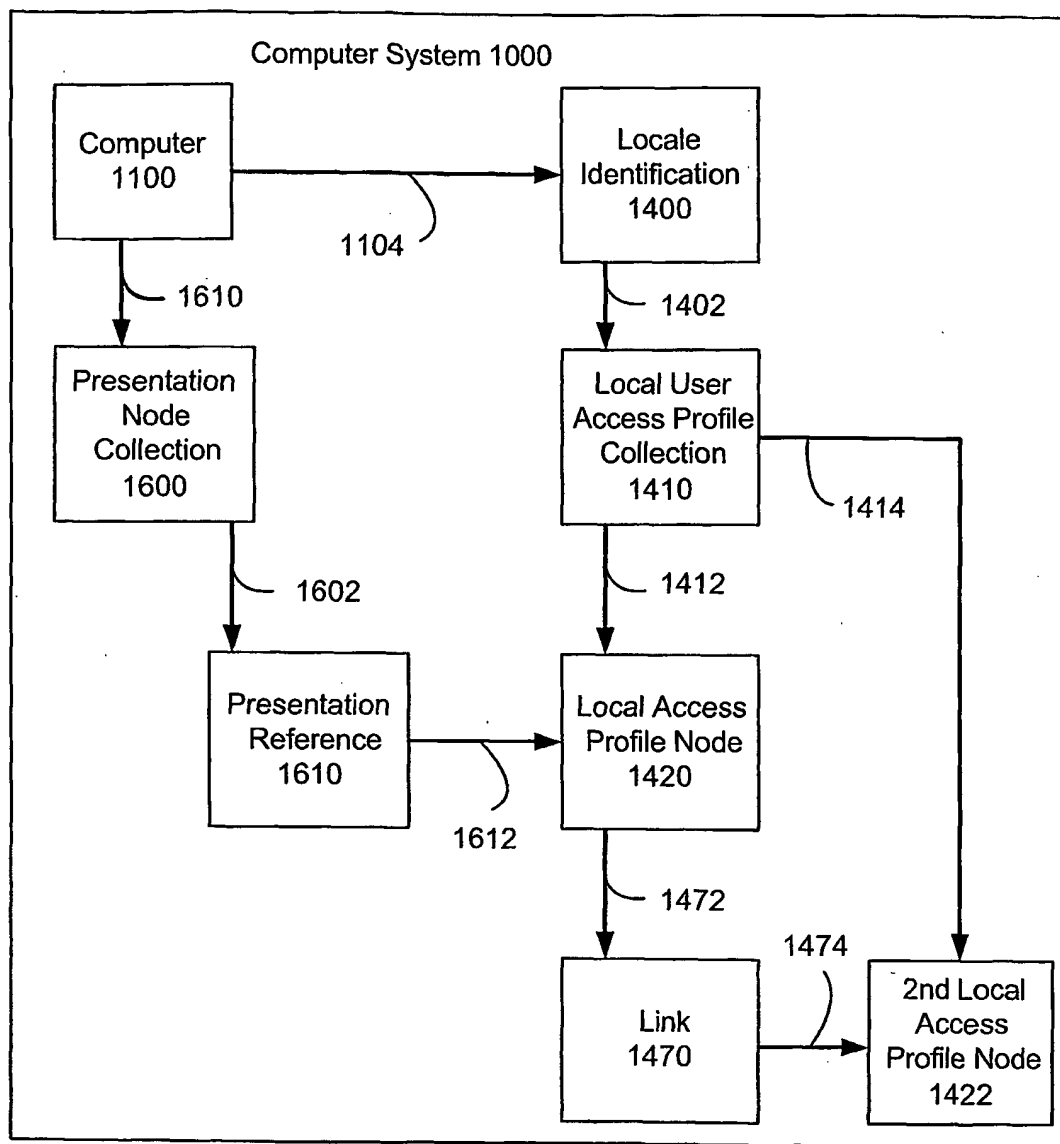 Computer System 1000
Computer
1100
Locale
Identification
1400
1104
1610
1402
Presentation
Node
Collection
1600
Local User
Access Profile
Collection
1410
1414
1602
1412
Presentation
Reference
1610
Local Access
Profile Node
1420
1612
1472
1474
Link
1470
2nd Local
Access
Profile Node
1422